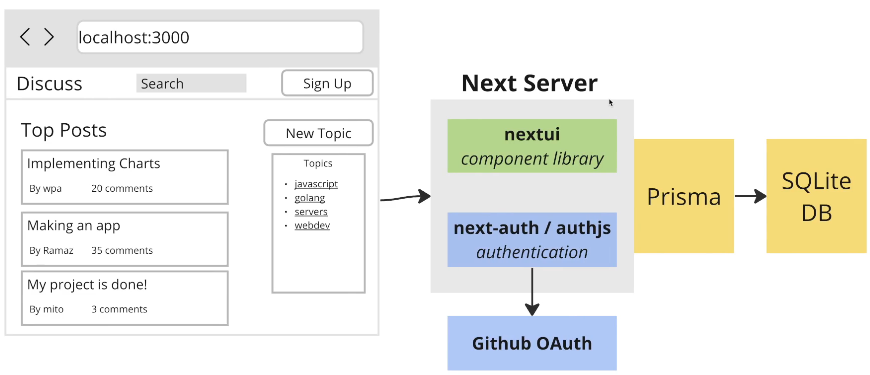 localhost:3000
Discuss
Search
Sign Up
Top Posts
New Topic
Implementing Charts
By wpa 20 comments
Making an app
By Ramaz 35 comments
My project is done!
By mito 3 comments
Topics
javascript
golang
servers
webdev
Next Server
nextui
component library
next-auth / authjs
authentication
Github OAuth
Prisma
SQLite
DB